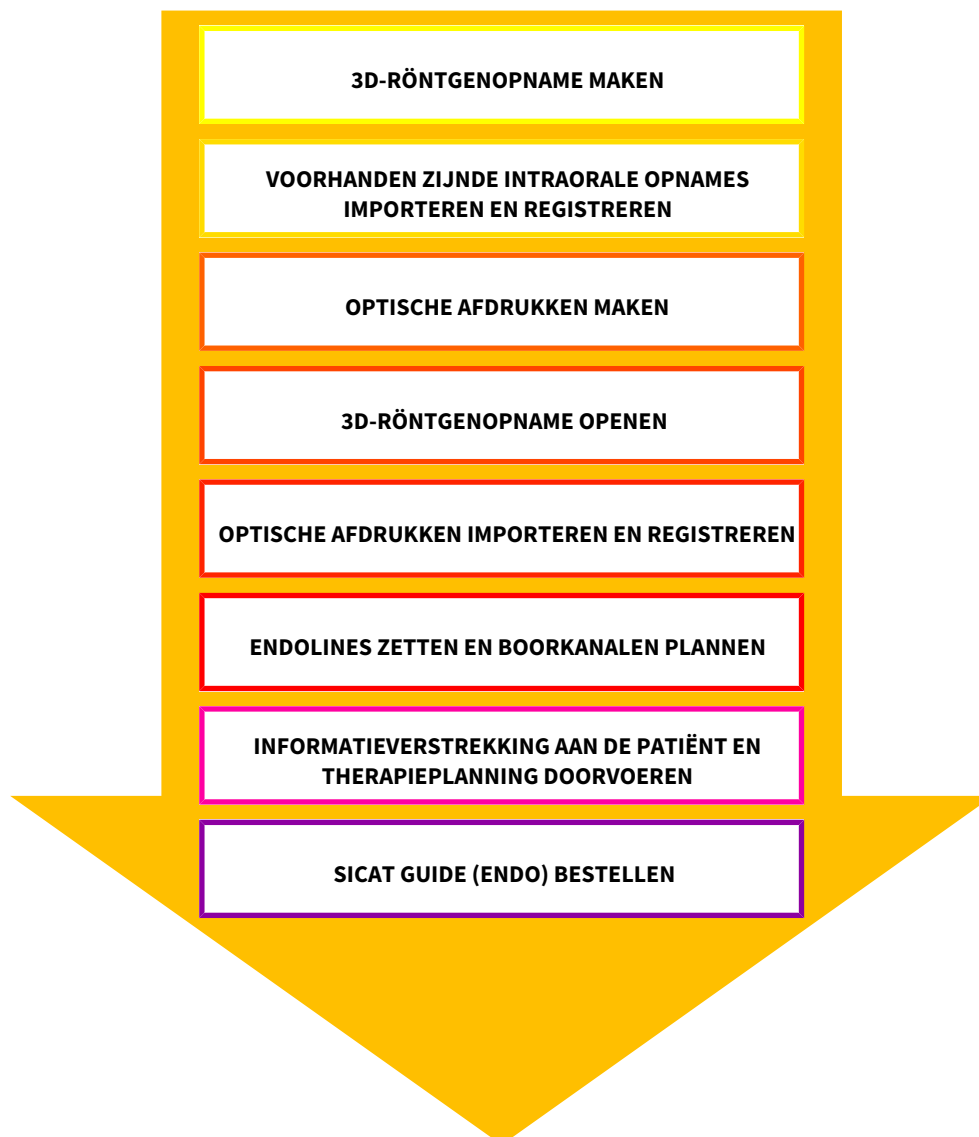 3D-RÖNTGENOPNAME MAKEN
VOORHANDEN ZIJNDE INTRAORALE OPNAMES
IMPORTEREN EN REGISTREREN
OPTISCHE AFDRUKKEN MAKEN
3D-RÖNTGENOPNAME OPENEN
OPTISCHE AFDRUKKEN IMPORTEREN EN REGISTREREN
ENDOLINES ZETTEN EN BOORKANALEN PLANNEN
INFORMATIEVERSTREKKING AAN DE PATIËNT EN
THERAPIEPLANNING DOORVOEREN
SICAT GUIDE (ENDO) BESTELLEN